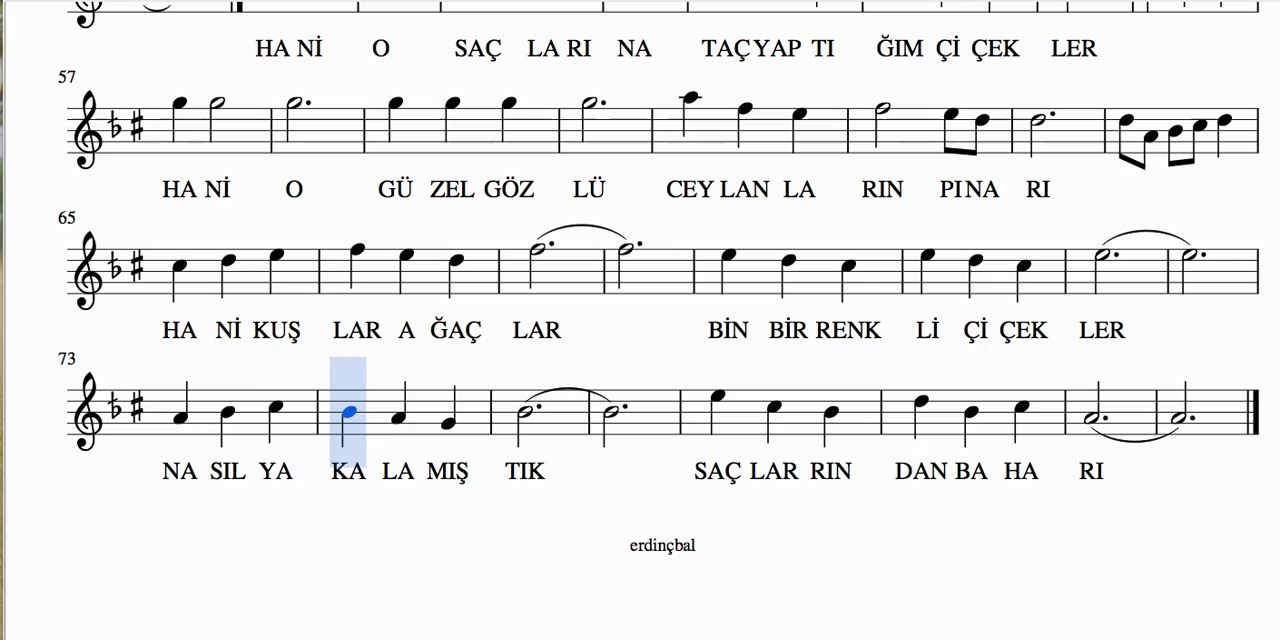 HA Nİ O SAÇ LA RI NA TAÇ YAP TI ĞIM Çİ ÇEK LER
57
HA Nİ O GÜ ZEL GÖZ LÜ CEY LAN LA RIN PI NA RI
65
HA Nİ KUŞ LAR A ĞAÇ LAR BİN BİR RENK Lİ Çİ ÇEK LER
73
NA SIL YA KA LA MIŞ TIK SAÇ LAR RIN DAN BA HA RI
erdinçbal